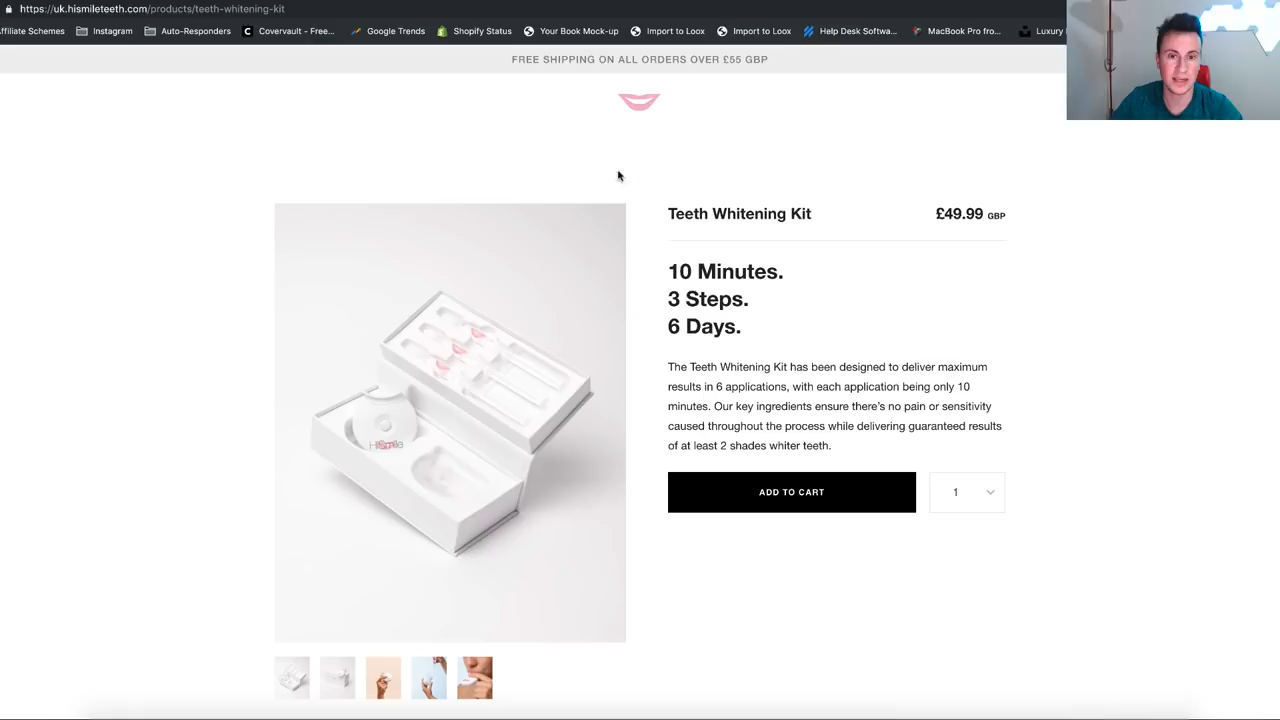 https://uk.hismileteeth.com/products/teeth-whitening-kit
ffiliate Schemes Instagram Auto-Responders Covervault - Free... Google Trends Shopify Status Your Book Mock-up Import to Loox Import to Loox Help Desk Softwa... MacBook Pro fro... Luxury
FREE SHIPPING ON ALL ORDERS OVER £55 GBP
Teeth Whitening Kit £49.99 GBP
10 Minutes.
3 Steps.
6 Days.
The Teeth Whitening Kit has been designed to deliver maximum
results in 6 applications, with each application being only 10
minutes. Our key ingredients ensure there's no pain or sensitivity
caused throughout the process while delivering guaranteed results
of at least 2 shades whiter teeth.
ADD TO CART 1
HiSmile